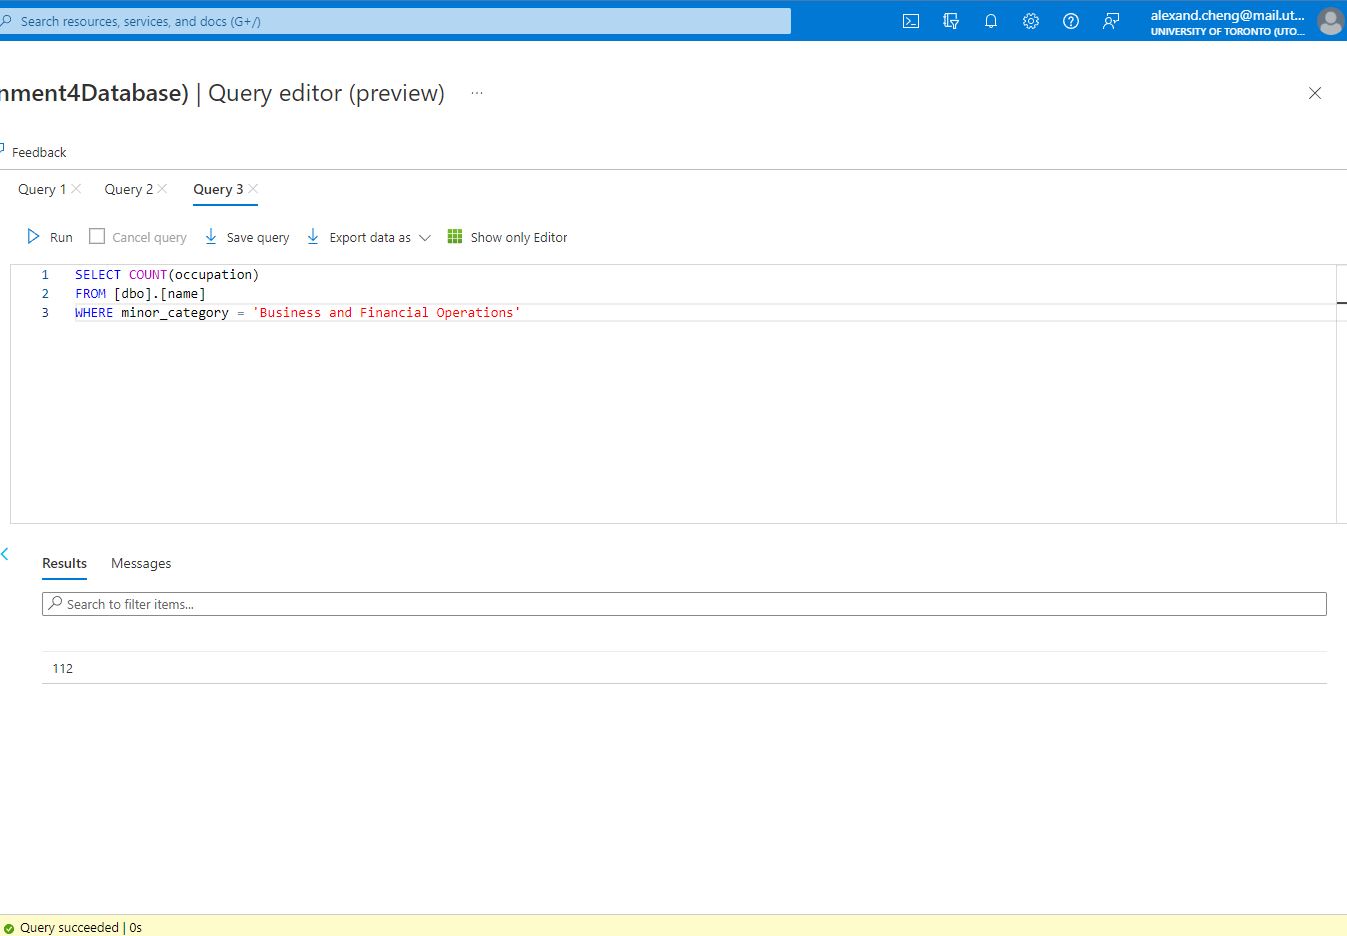 Search resources, services, and docs (G+/)
alexand.cheng@mail.ut...
UNIVERSITY OF TORONTO (UTO...
nment4Database) | Query editor (preview) ...
Feedback
Query 1 Query 2 Query 3
Run Cancel query Save query Export data as Show only Editor
1 SELECT COUNT(occupation)
2 FROM [dbo].[name]
3 WHERE minor_category = 'Business and Financial Operations'
Results Messages
Search to filter items...
112
Query succeeded | 0s